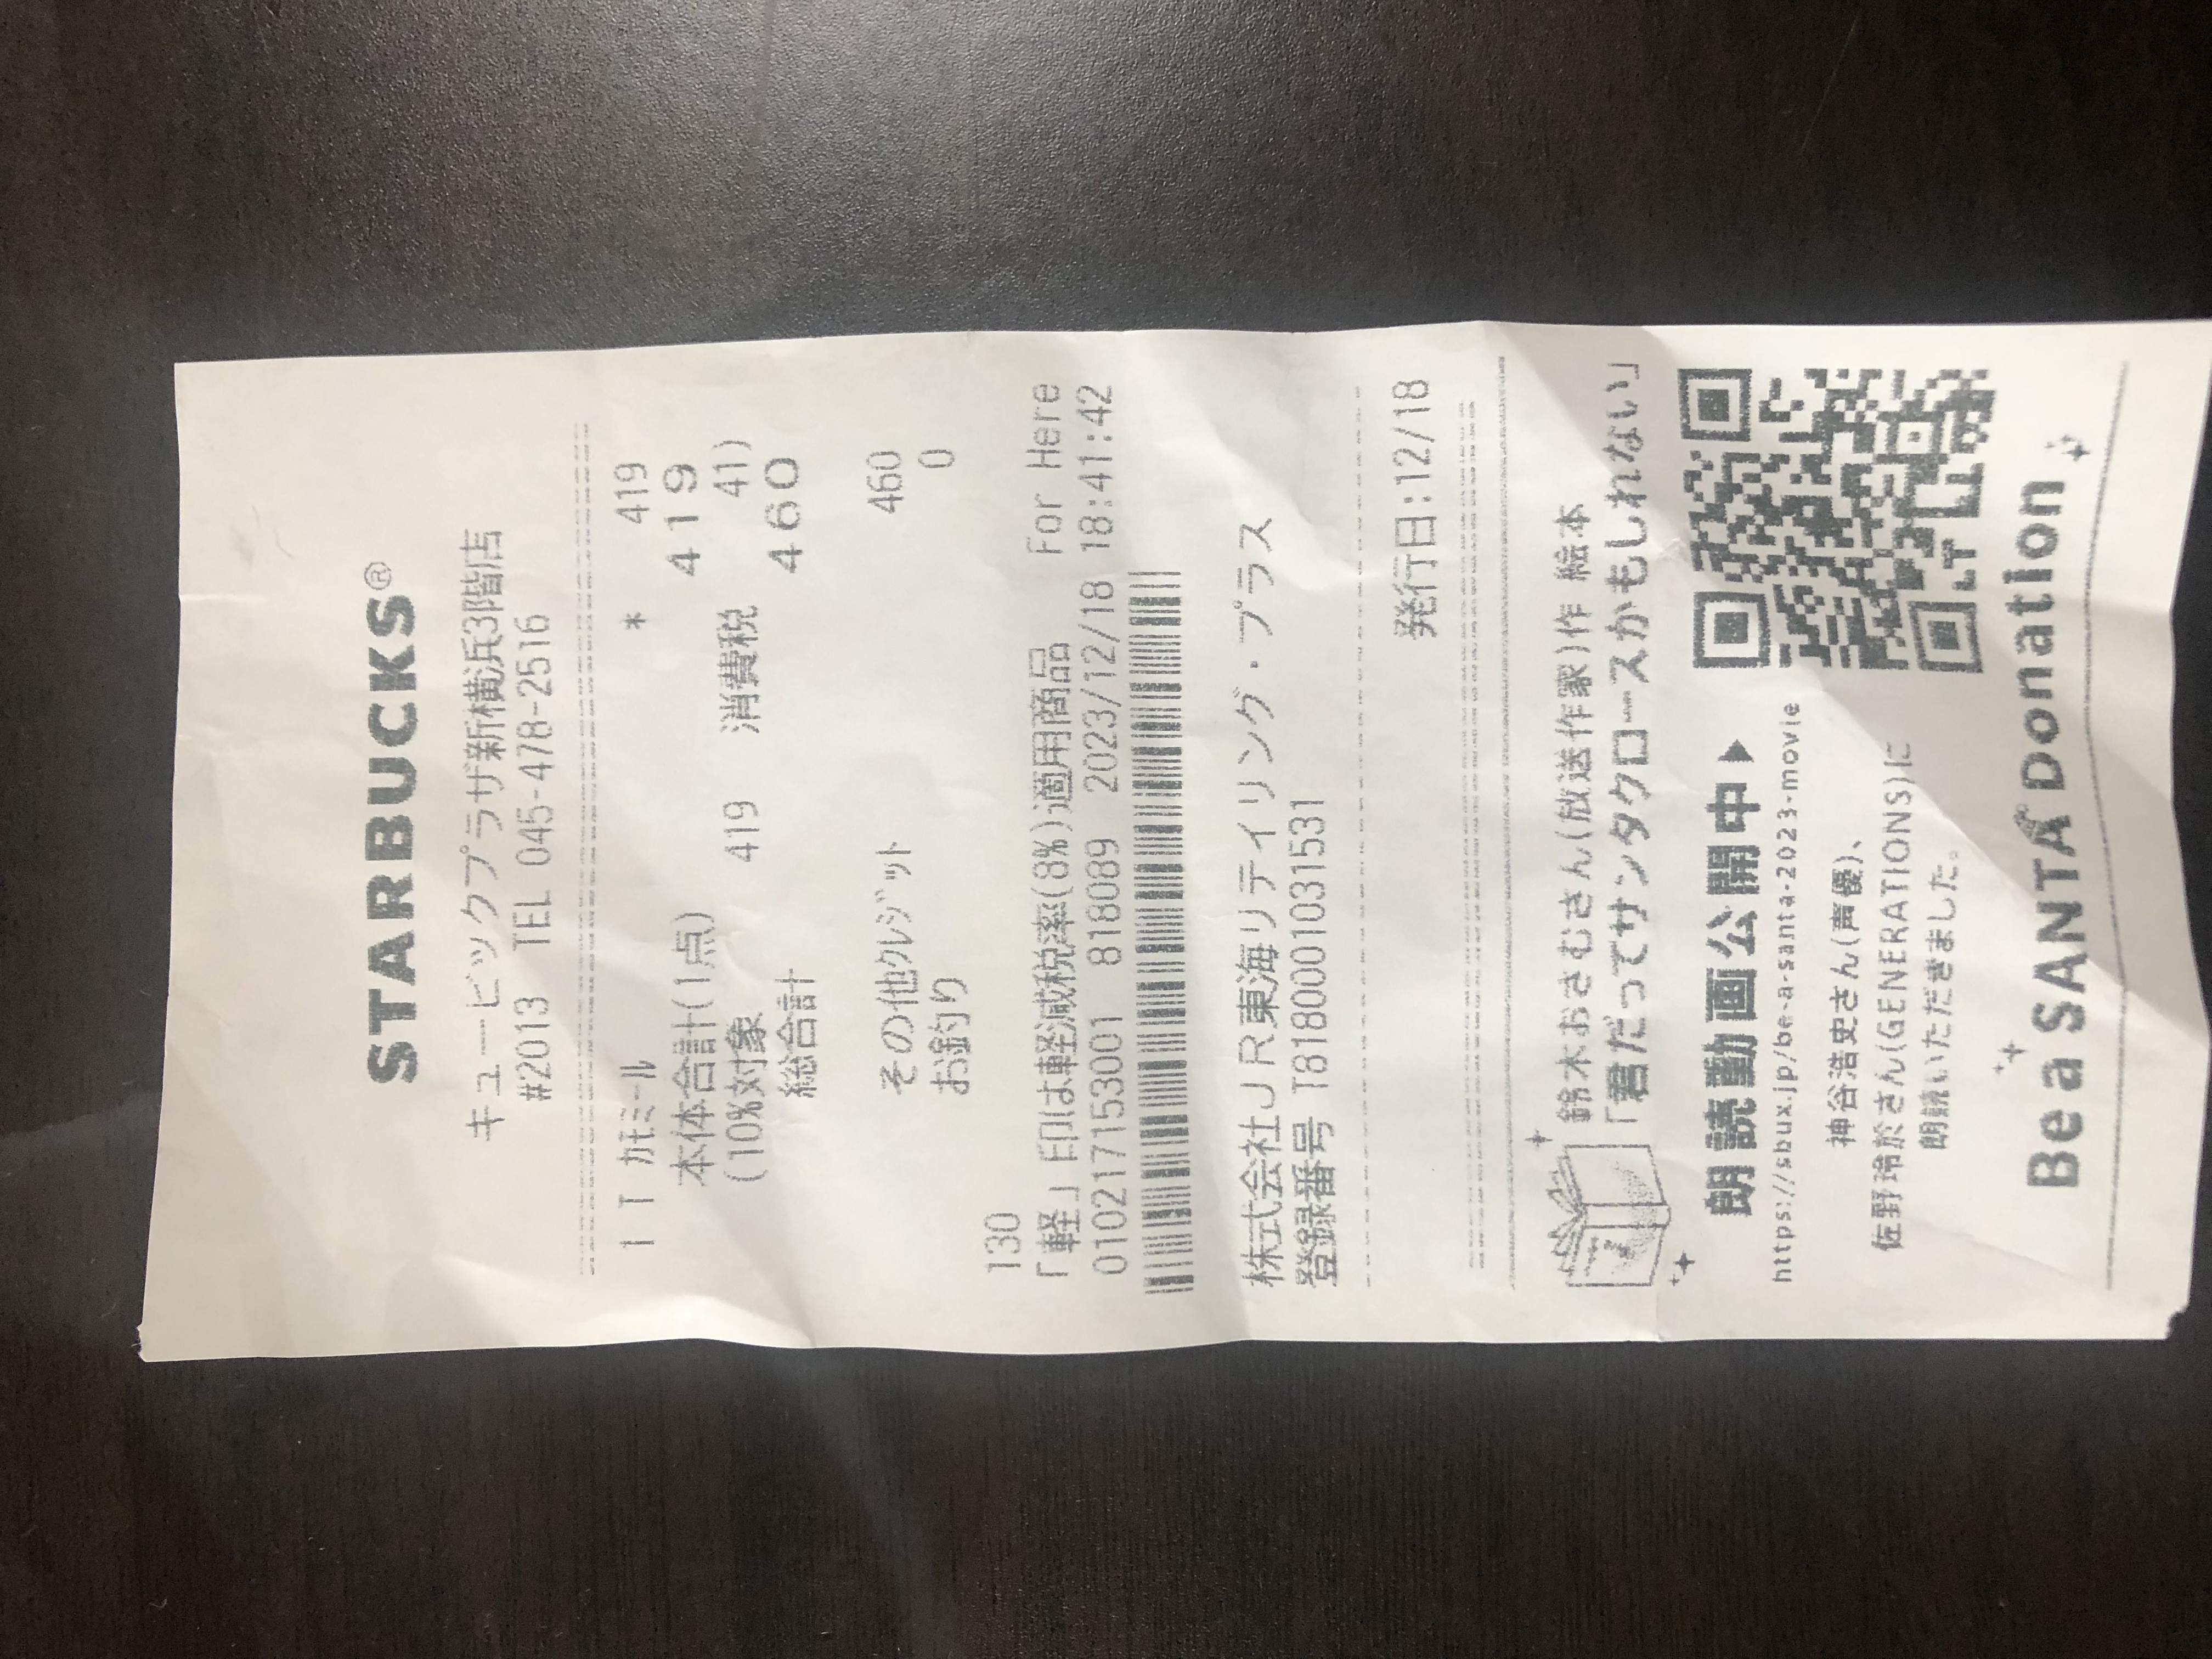 STARBUCKS®
キュービックプラザ新横浜3階店
#2013 TEL 045-478-2516
T T ｶﾓﾐｰﾙ * 419
本体合計(1点) 419
(10%対象 419 消費税 41)
総合計 460
その他ｸﾚｼﾞｯﾄ 460
お釣り 0
130
「軽」印は軽減税率(8%)適用商品 For Here
010217153001 818089 2023/12/18 18:41:42
株式会社ＪＲ東海リテイリング・プラス
登録番号 T8180001031531
発行日:12/18
鈴木おさむさん(放送作家)作 絵本
「君だってサンタクロースかもしれない」
朗読動画公開中▶
https://sbux.jp/be-a-santa-2023-movie
神谷浩史さん(声優)、
佐野玲於さん(GENERATIONS)に
朗読いただきました。
Be a SANTA Donation